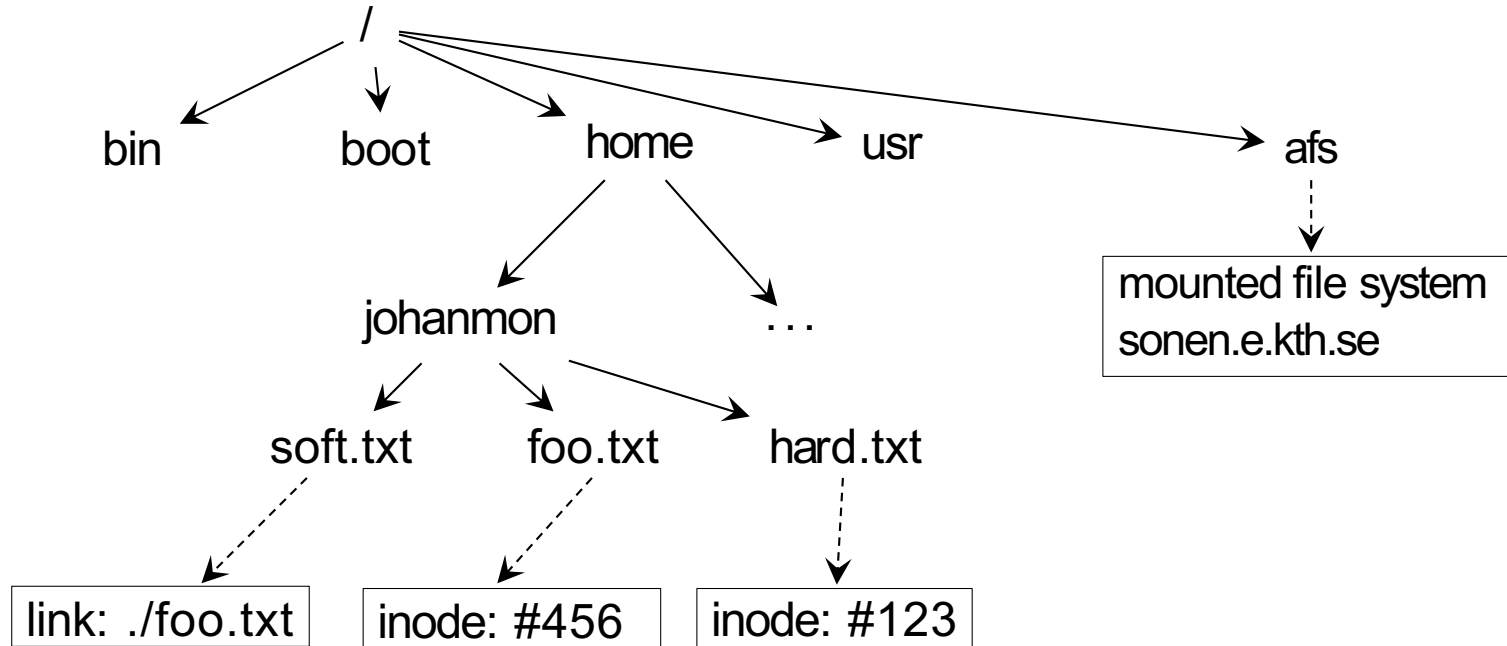 /
bin
boot
home
usr
afs
mounted file system
sonen.e.kth.se
johanmon
...
soft.txt
foo.txt
hard.txt
link: ./foo.txt
inode: #456
inode: #123